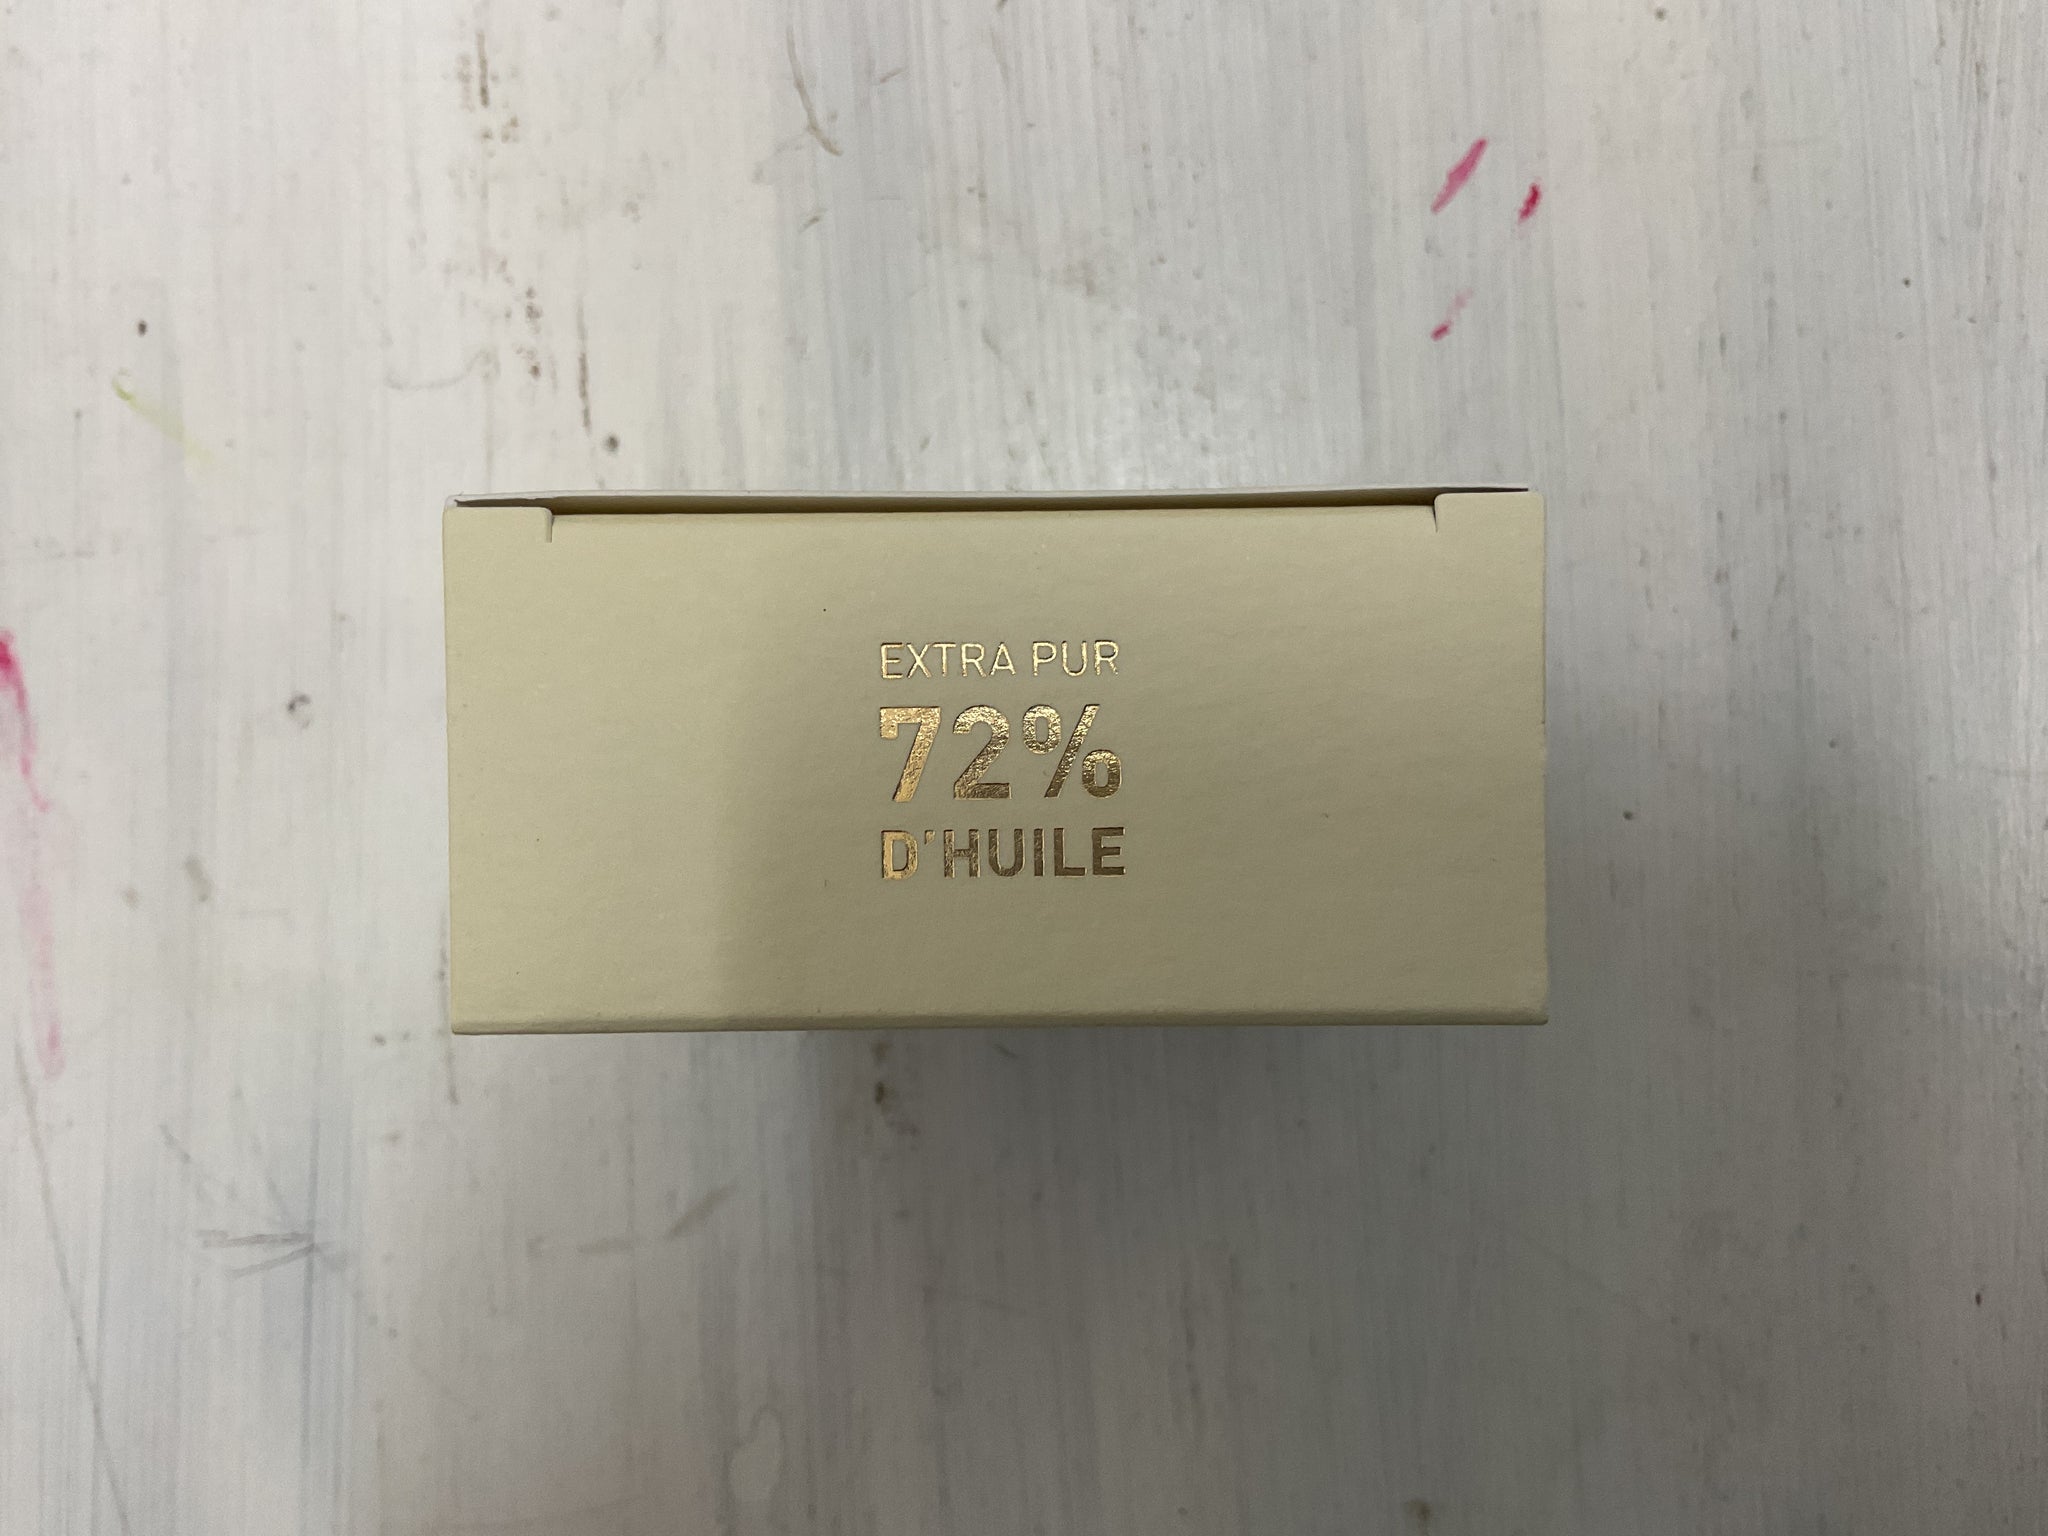 EXTRA PUR
72%
D'HUILE